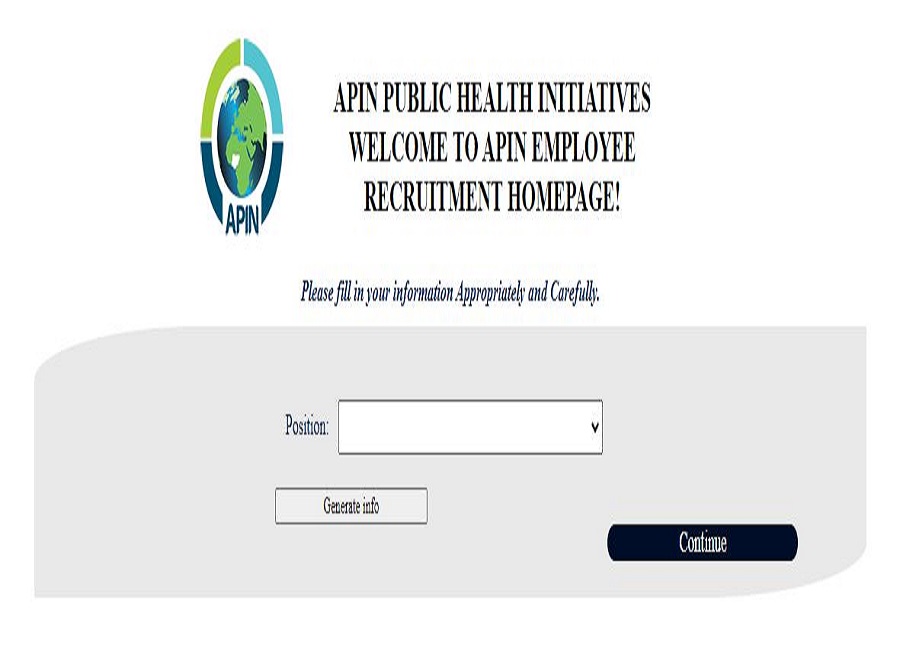 APIN
APIN PUBLIC HEALTH INITIATIVES
WELCOME TO APIN EMPLOYEE
RECRUITMENT HOMEPAGE!
Please fill in your information Appropriately and Carefully.
Position:
Generate info
Continue